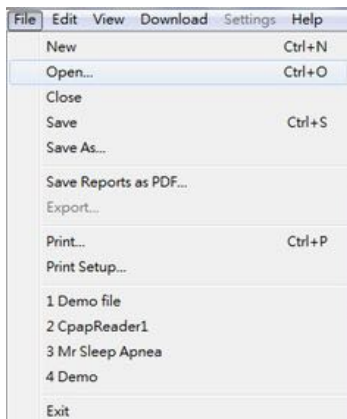 File Edit View Download Settings Help
New Ctrl+N
Open... Ctrl+O
Close
Save Ctrl+S
Save As...
Save Reports as PDF...
Export...
Print... Ctrl+P
Print Setup...
1 Demo file
2 CpapReader1
3 Mr Sleep Apnea
4 Demo
Exit